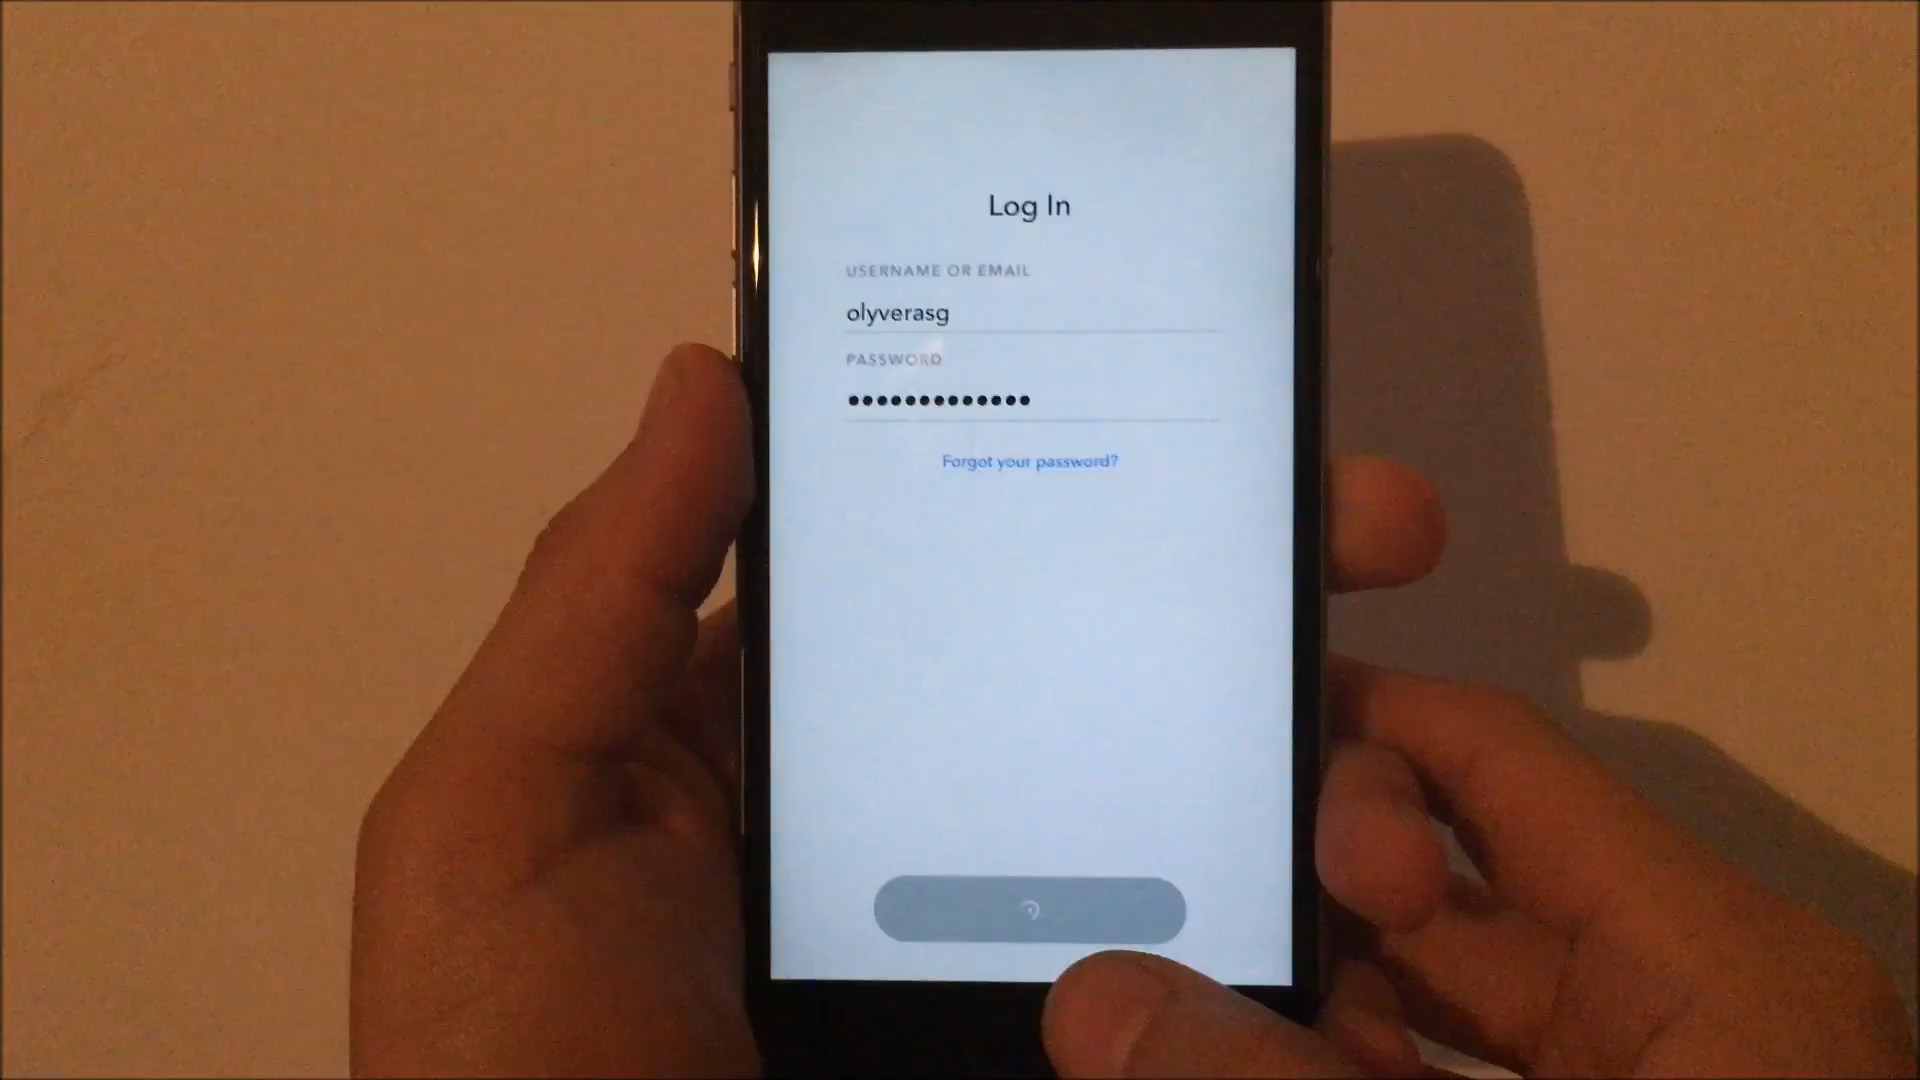 Log In
USERNAME OR EMAIL
olyverasg
PASSWORD
•••••••••••••
Forgot your password?